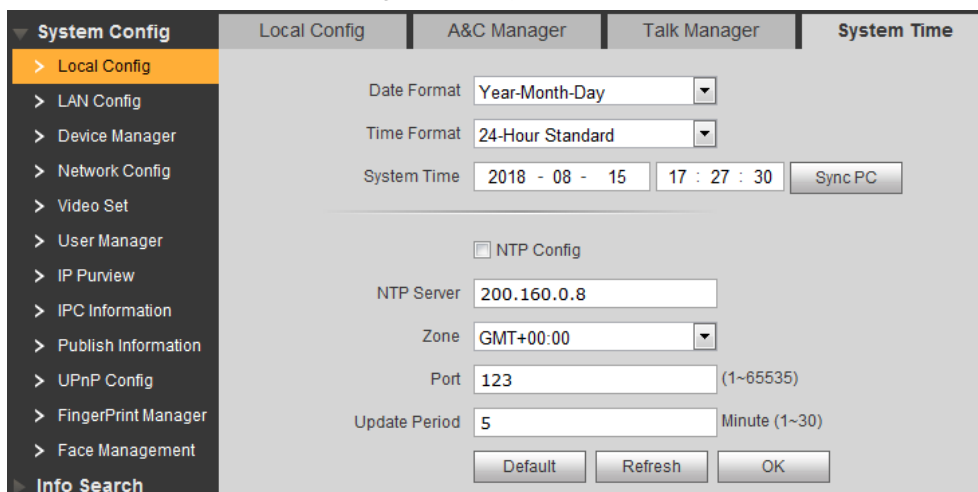 System Config
Local Config
LAN Config
Device Manager
Network Config
Video Set
User Manager
IP Purview
IPC Information
Publish Information
UPnP Config
FingerPrint Manager
Face Management
Info Search
Local Config A&C Manager Talk Manager System Time
Date Format Year-Month-Day
Time Format 24-Hour Standard
System Time 2018 - 08 - 15 17 : 27 : 30 Sync PC
NTP Config
NTP Server 200.160.0.8
Zone GMT+00:00
Port 123 (1~65535)
Update Period 5 Minute (1~30)
Default Refresh OK